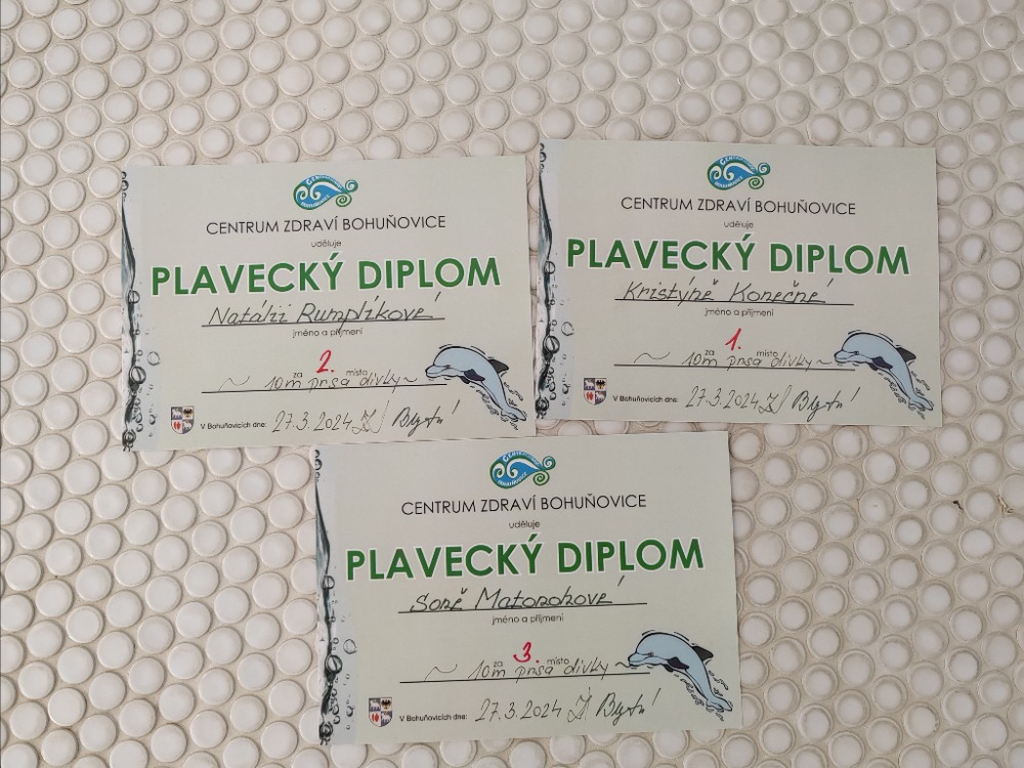 CENTRUM ZDRAVÍ BOHUŇOVICE
uděluje
PLAVECKÝ DIPLOM
Natálii Rumplíkové
jméno a příjmení
za 2. místo
~ 10m prsa dívky ~
V Bohuňovicích dne: 27.3.2024
CENTRUM ZDRAVÍ BOHUŇOVICE
uděluje
PLAVECKÝ DIPLOM
Kristýně Konečné
jméno a příjmení
za 1. místo
~ 10m prsa dívky ~
V Bohuňovicích dne: 27.3.2024
CENTRUM ZDRAVÍ BOHUŇOVICE
uděluje
PLAVECKÝ DIPLOM
Soně Matonohové
jméno a příjmení
za 3. místo
~ 10m prsa dívky ~
V Bohuňovicích dne: 27.3.2024